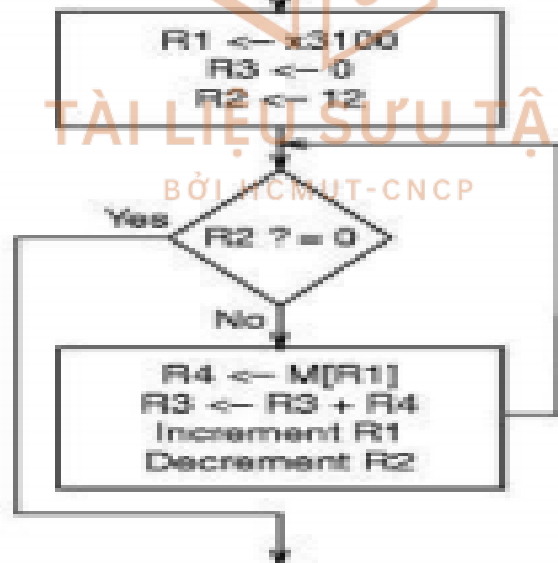 R1 <– x3100
R3 <– 0
R2 <– 12
TÀI LIỆU SƯU TẬ
BỞI HCMUT-CNCP
Yes
R2 ? = 0
No
R4 <– M[R1]
R3 <– R3 + R4
Increment R1
Decrement R2